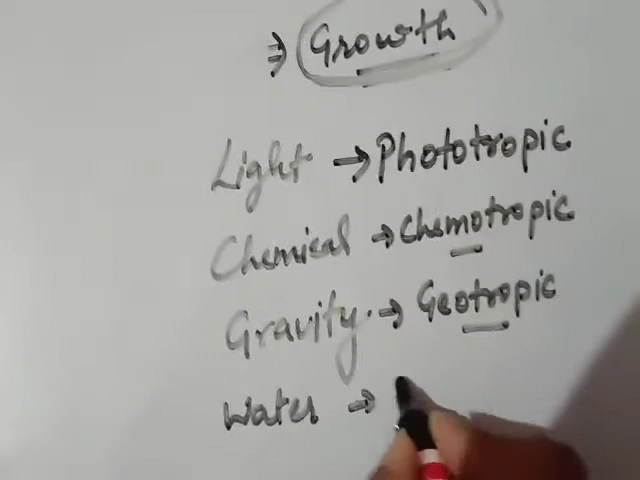 ⇒ Growth
Light → Phototropic
Chemical → Chemotropic
Gravity. → Geotropic
Water →